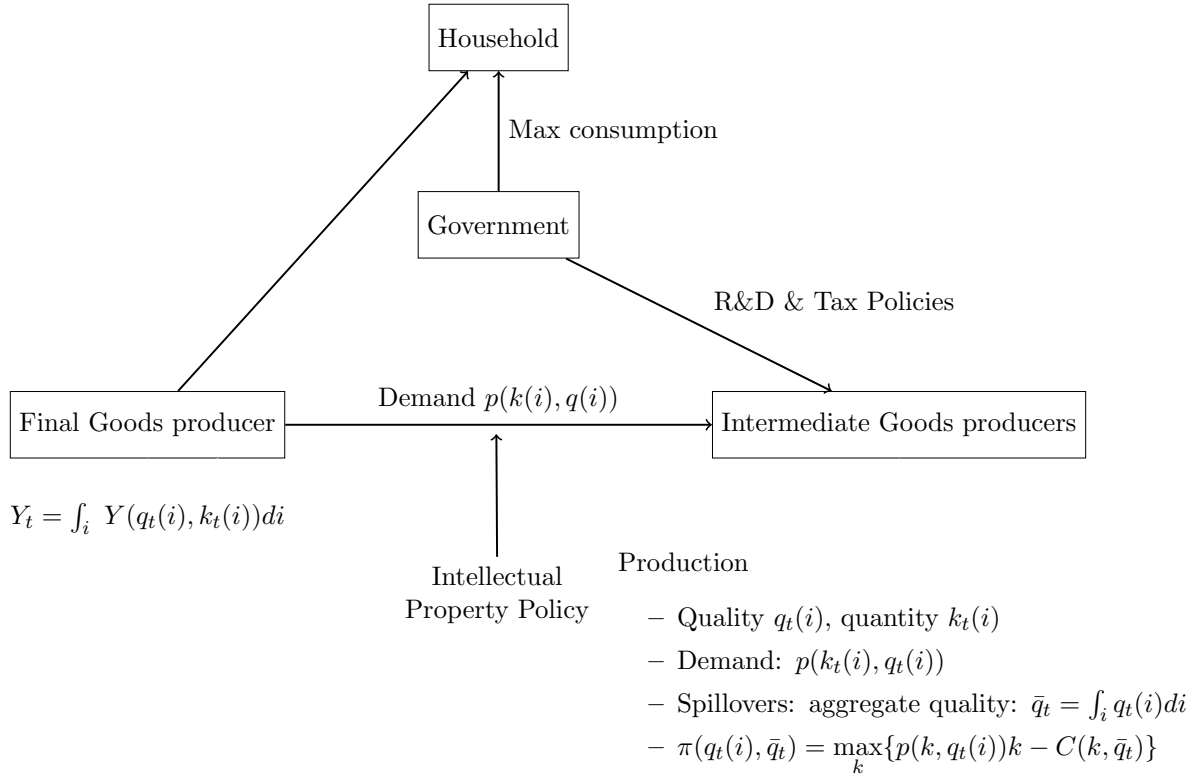 Household
Max consumption
Government
R&D & Tax Policies
Demand p(k(i), q(i))
Final Goods producer
Intermediate Goods producers
Y_t = ∫_i Y(q_t(i), k_t(i))di
Intellectual
Property Policy
Production
– Quality q_t(i), quantity k_t(i)
– Demand: p(k_t(i), q_t(i))
– Spillovers: aggregate quality: q̄_t = ∫_i q_t(i)di
– π(q_t(i), q̄_t) = max_k{p(k, q_t(i))k − C(k, q̄_t)}